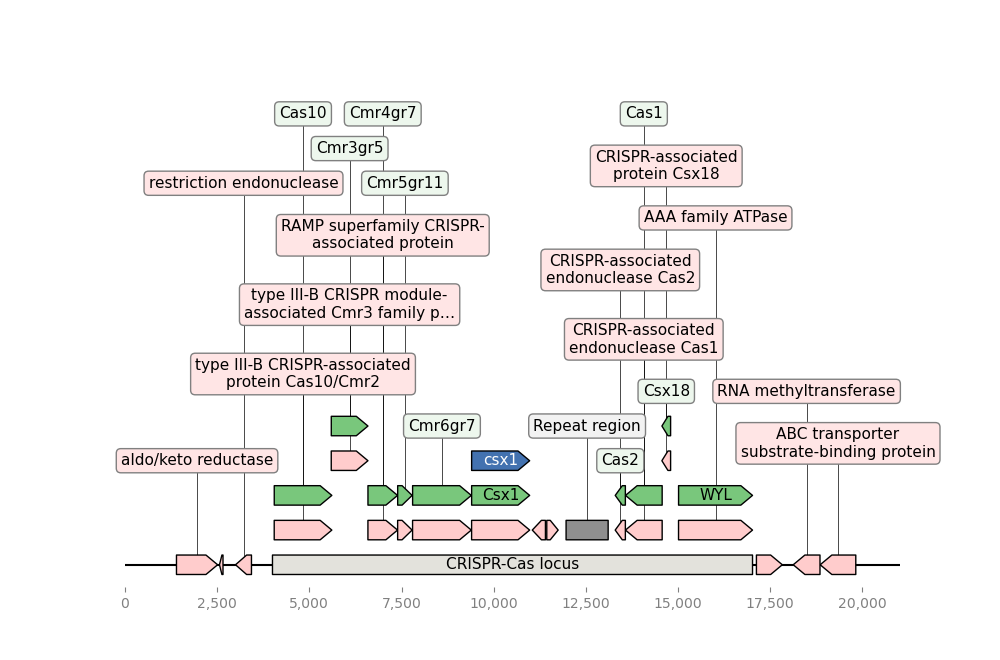 Cas10
Cmr4gr7
Cas1
Cmr3gr5
CRISPR-associated
protein Csx18
restriction endonuclease
Cmr5gr11
AAA family ATPase
RAMP superfamily CRISPR-
associated protein
CRISPR-associated
endonuclease Cas2
type III-B CRISPR module-
associated Cmr3 family p...
CRISPR-associated
endonuclease Cas1
type III-B CRISPR-associated
protein Cas10/Cmr2
Csx18
RNA methyltransferase
Cmr6gr7
Repeat region
ABC transporter
substrate-binding protein
aldo/keto reductase
csx1
Cas2
Csx1
WYL
CRISPR-Cas locus
0
2,500
5,000
7,500
10,000
12,500
15,000
17,500
20,000